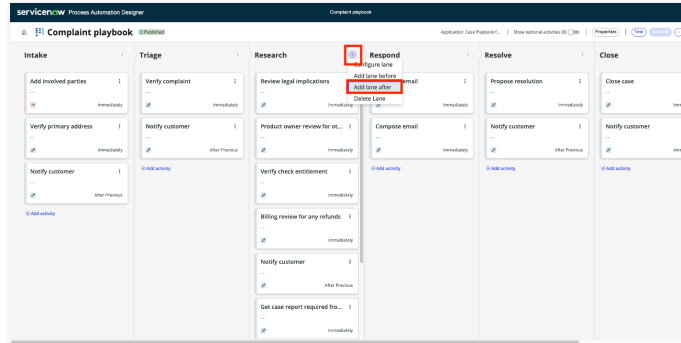 servicenow Process Automation Designer
Complaint playbook
Complaint playbook
Published
Application: Case Playbook f...
Show optional activities (0)
Properties
Test
Intake
Triage
Research
Respond
Resolve
Close
Configure lane
Add lane before
Add lane after
Delete Lane
Add involved parties
--
Immediately
Verify primary address
--
Immediately
Notify customer
--
After Previous
Add activity
Verify complaint
--
Immediately
Notify customer
--
After Previous
Add activity
Review legal implications
--
Immediately
Product owner review for ot...
--
Immediately
Verify check entitlement
--
Immediately
Billing review for any refunds
--
Immediately
Notify customer
--
After Previous
Get case report required fro...
--
Immediately
email
Immediately
Compose email
--
Immediately
Add activity
Propose resolution
--
Immediately
Notify customer
--
After Previous
Add activity
Close case
--
Notify customer
--
Add activity